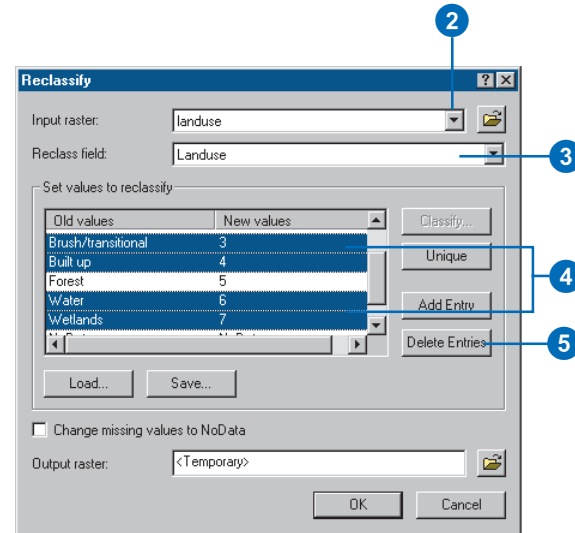 2
Reclassify
Input raster: landuse
Reclass field: Landuse
3
Set values to reclassify
Old values New values Classify...
Brush/transitional 3
Built up 4 Unique
Forest 5
4
Water 6 Add Entry
Wetlands 7
Delete Entries 5
Load... Save...
Change missing values to NoData
Output raster: <Temporary>
OK Cancel